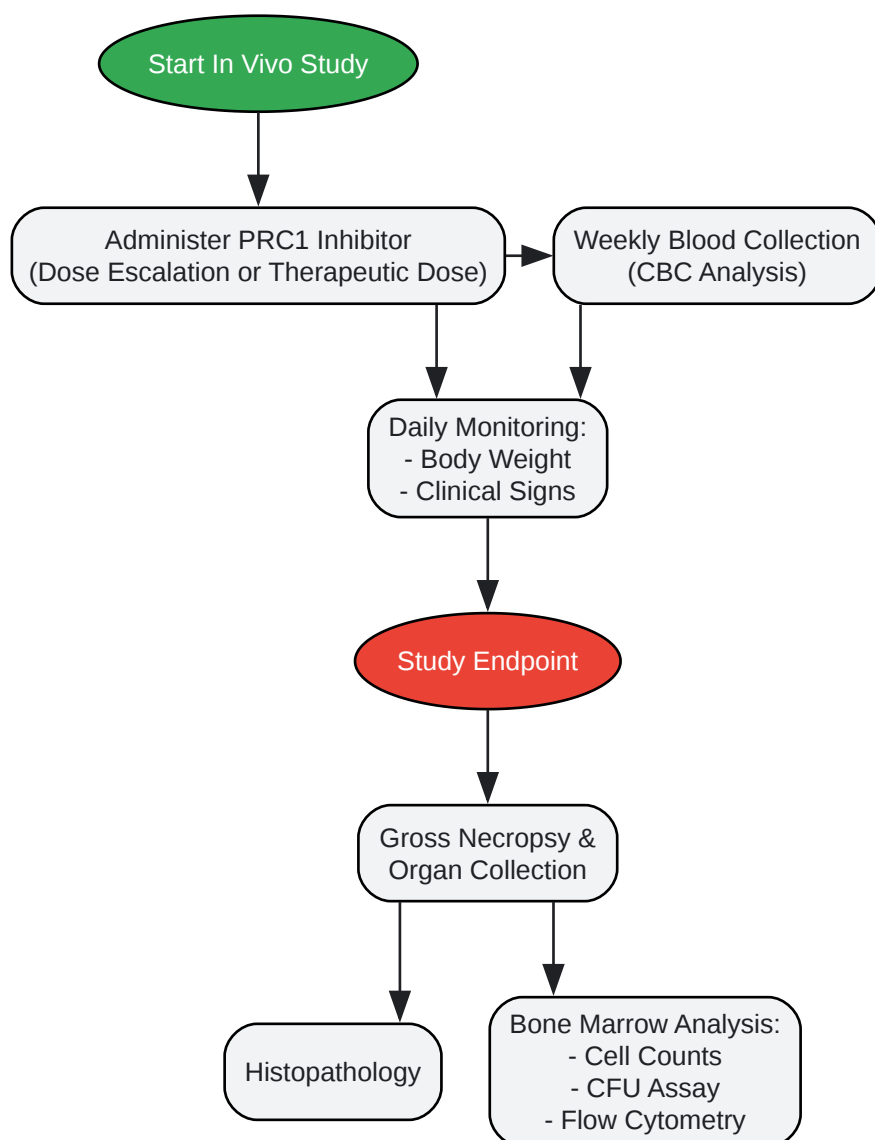 Start In Vivo Study
Administer PRC1 Inhibitor
(Dose Escalation or Therapeutic Dose)
Weekly Blood Collection
(CBC Analysis)
Daily Monitoring:
- Body Weight
- Clinical Signs
Study Endpoint
Gross Necropsy &
Organ Collection
Histopathology
Bone Marrow Analysis:
- Cell Counts
- CFU Assay
- Flow Cytometry